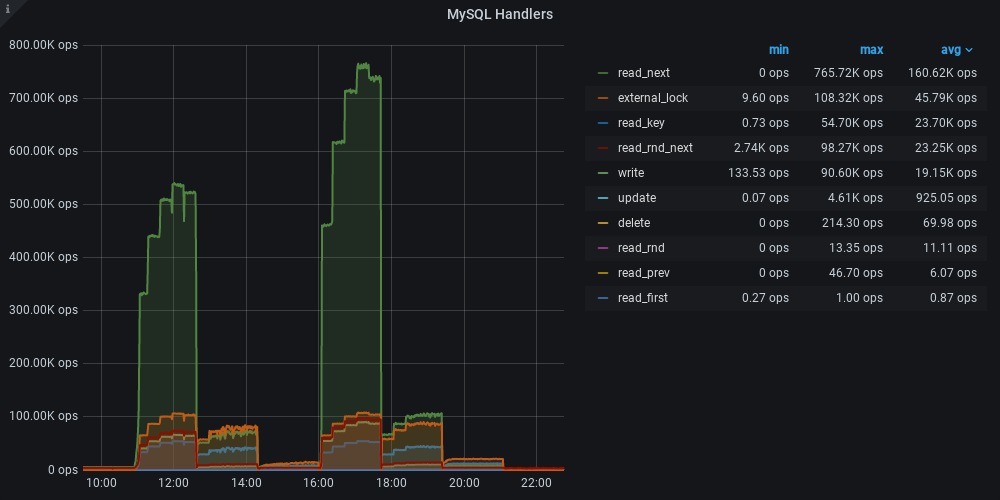 i
MySQL Handlers
800.00K ops
700.00K ops
600.00K ops
500.00K ops
400.00K ops
300.00K ops
200.00K ops
100.00K ops
0 ops
10:00 12:00 14:00 16:00 18:00 20:00 22:00
min max avg
read_next 0 ops 765.72K ops 160.62K ops
external_lock 9.60 ops 108.32K ops 45.79K ops
read_key 0.73 ops 54.70K ops 23.70K ops
read_rnd_next 2.74K ops 98.27K ops 23.25K ops
write 133.53 ops 90.60K ops 19.15K ops
update 0.07 ops 4.61K ops 925.05 ops
delete 0 ops 214.30 ops 69.98 ops
read_rnd 0 ops 13.35 ops 11.11 ops
read_prev 0 ops 46.70 ops 6.07 ops
read_first 0.27 ops 1.00 ops 0.87 ops